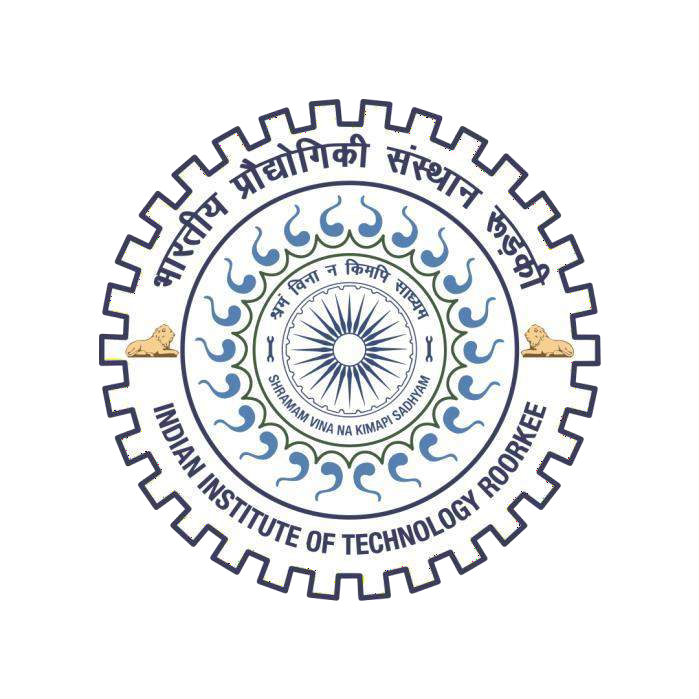 भारतीय प्रौद्योगिकी संस्थान रूड़की
श्रमं विना न किमपि साध्यम्
SHRAMAM VINA NA KIMAPI SADHYAM
INDIAN INSTITUTE OF TECHNOLOGY ROORKEE